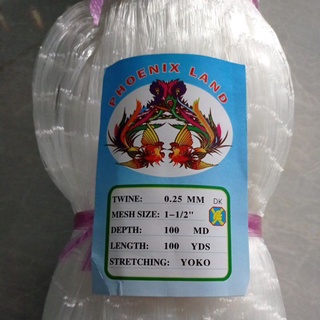 PHOENIX LAND
TWINE: 0.25 MM DK
MESH SIZE: 1-1/2"
DEPTH: 100 MD
LENGTH: 100 YDS
STRETCHING: YOKO